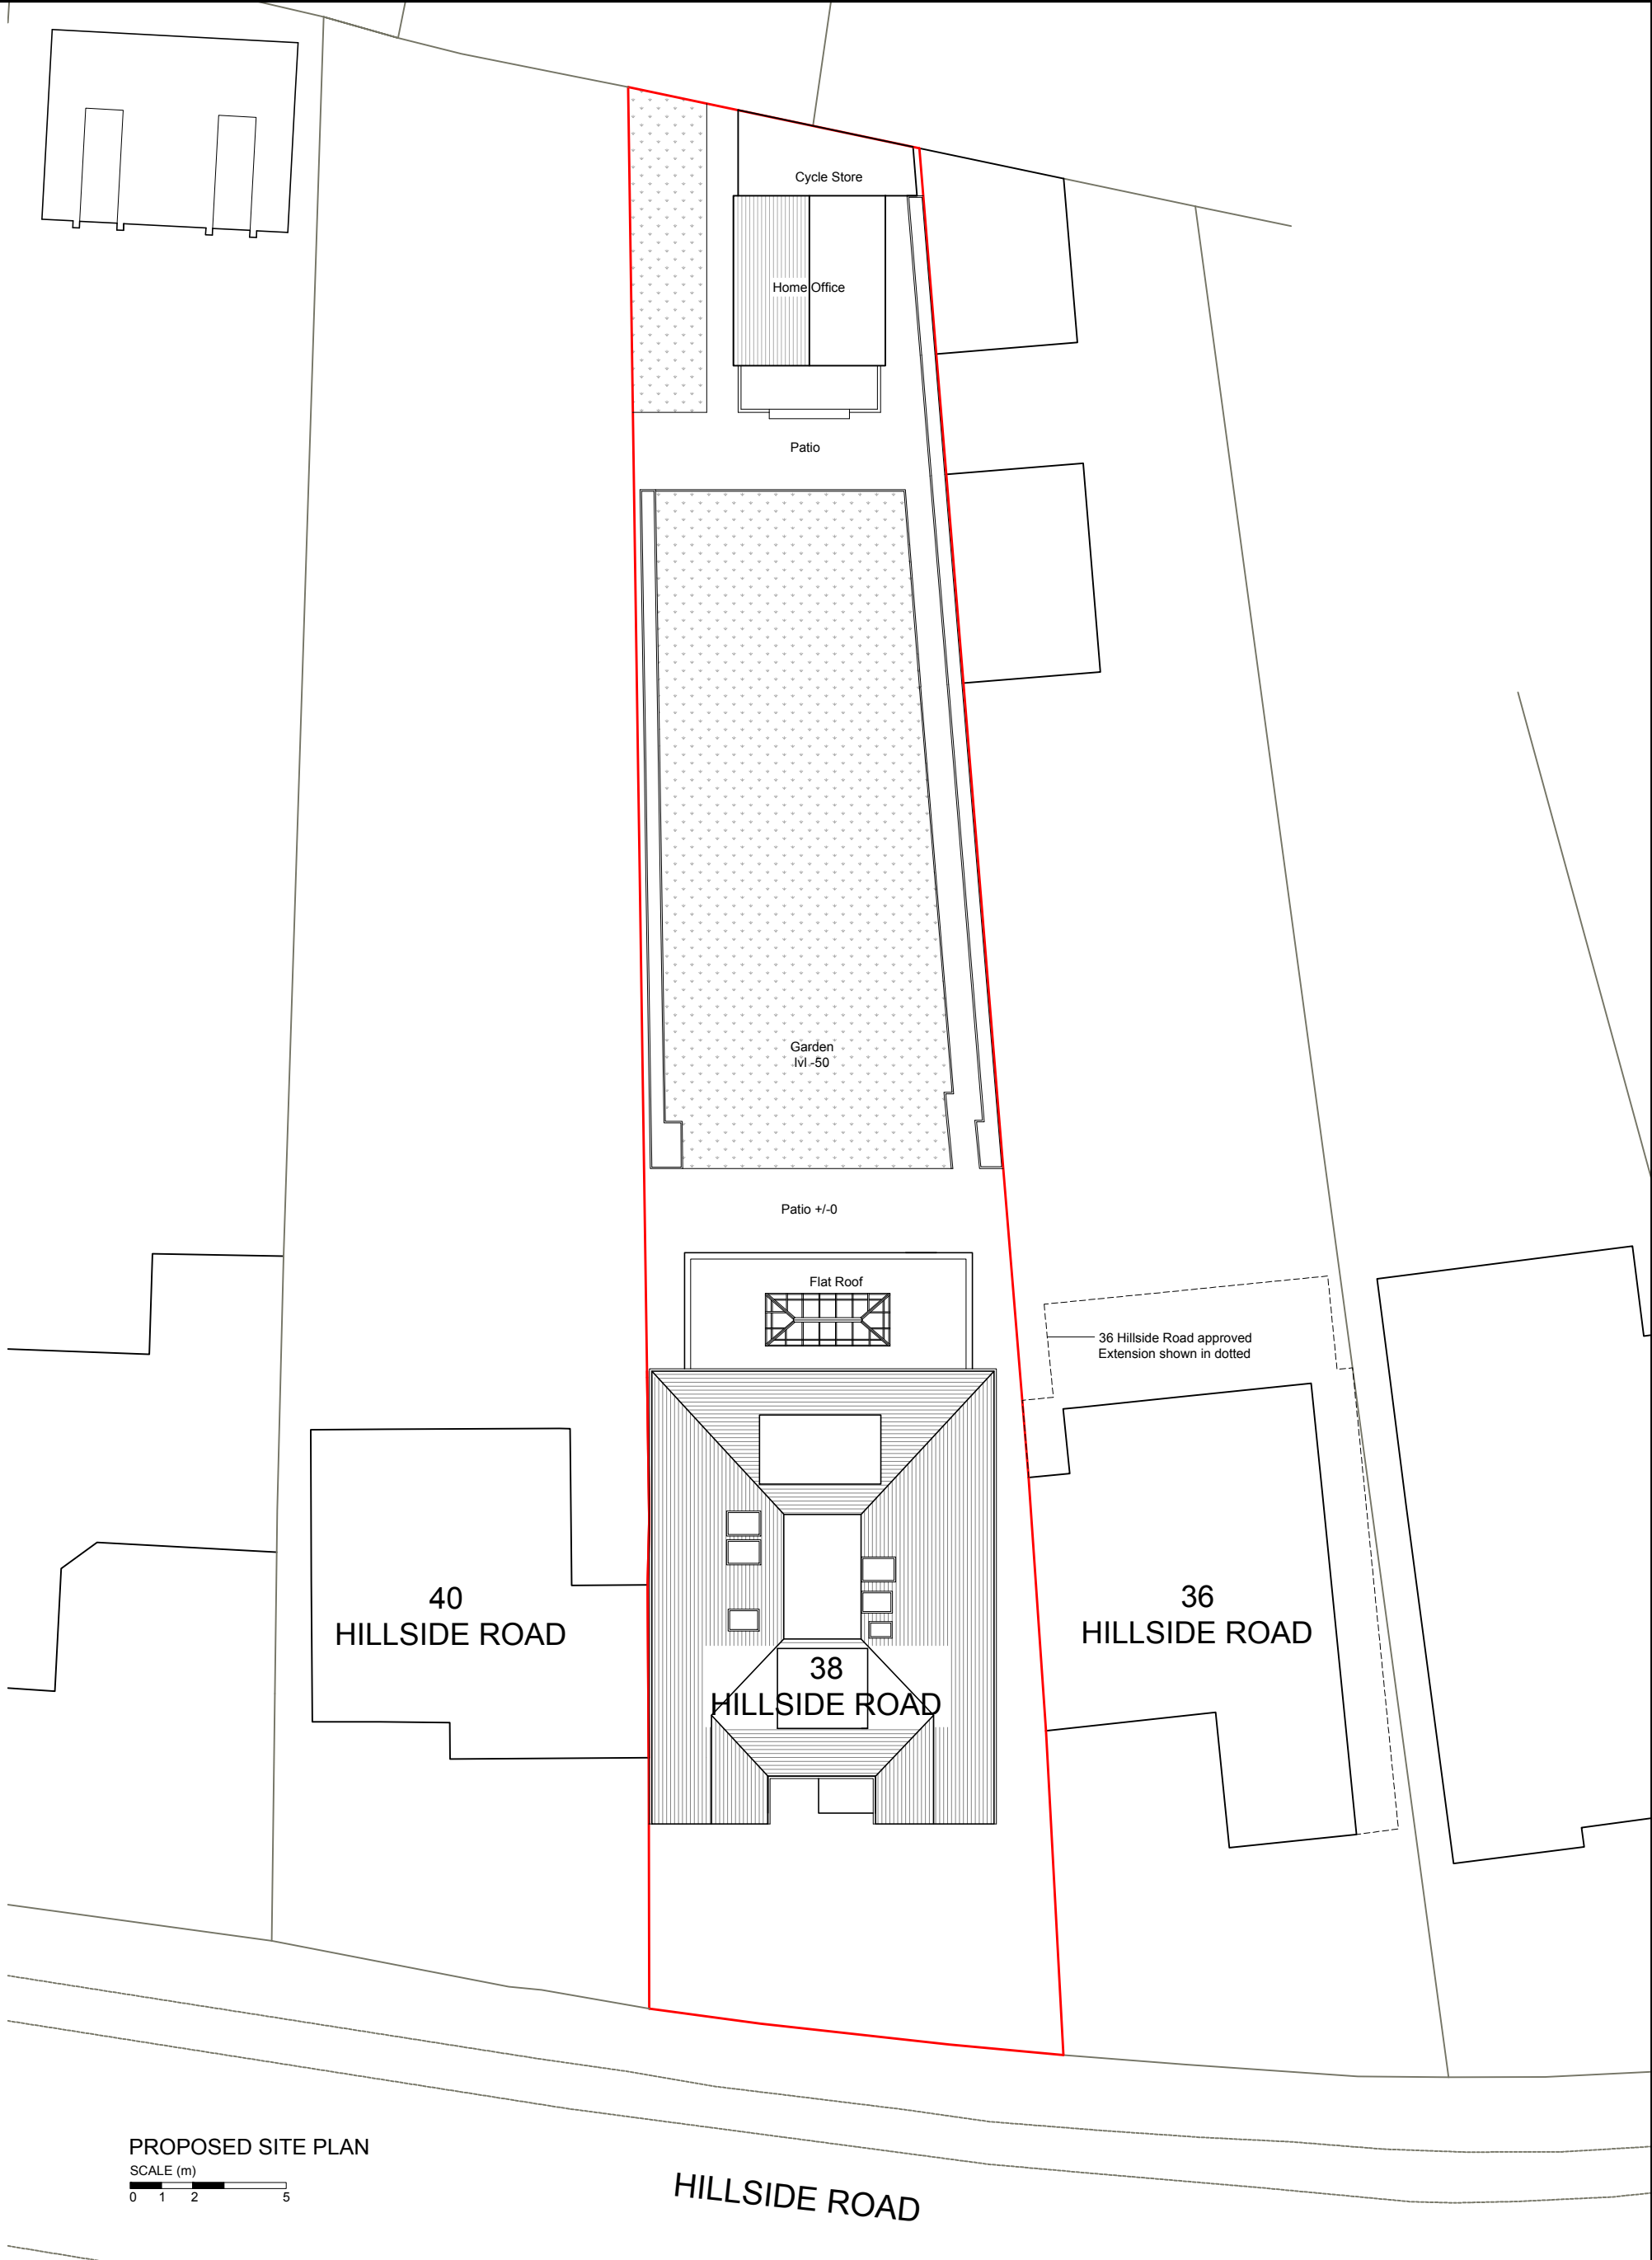 Cycle Store
Home Office
Patio
Garden
lvl -50
Patio +/-0
Flat Roof
36 Hillside Road approved
Extension shown in dotted
40
HILLSIDE ROAD
36
HILLSIDE ROAD
38
HILLSIDE ROAD
PROPOSED SITE PLAN
SCALE (m)
0 1 2 5
HILLSIDE ROAD